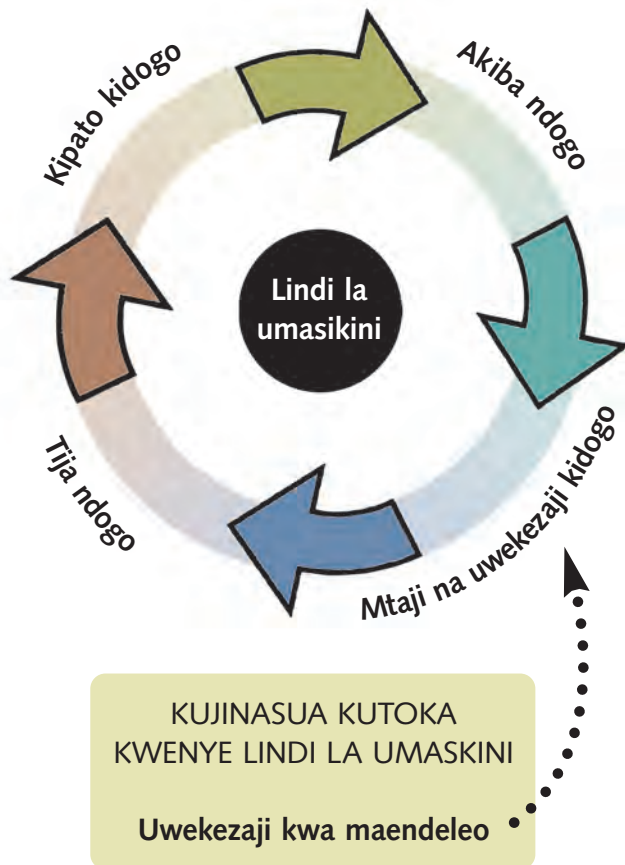 Kipato kidogo
Akiba ndogo
Lindi la
umasikini
Tija ndogo
Mtaji na uwekezaji kidogo
KUJINASUA KUTOKA
KWENYE LINDI LA UMASKINI
Uwekezaji kwa maendeleo